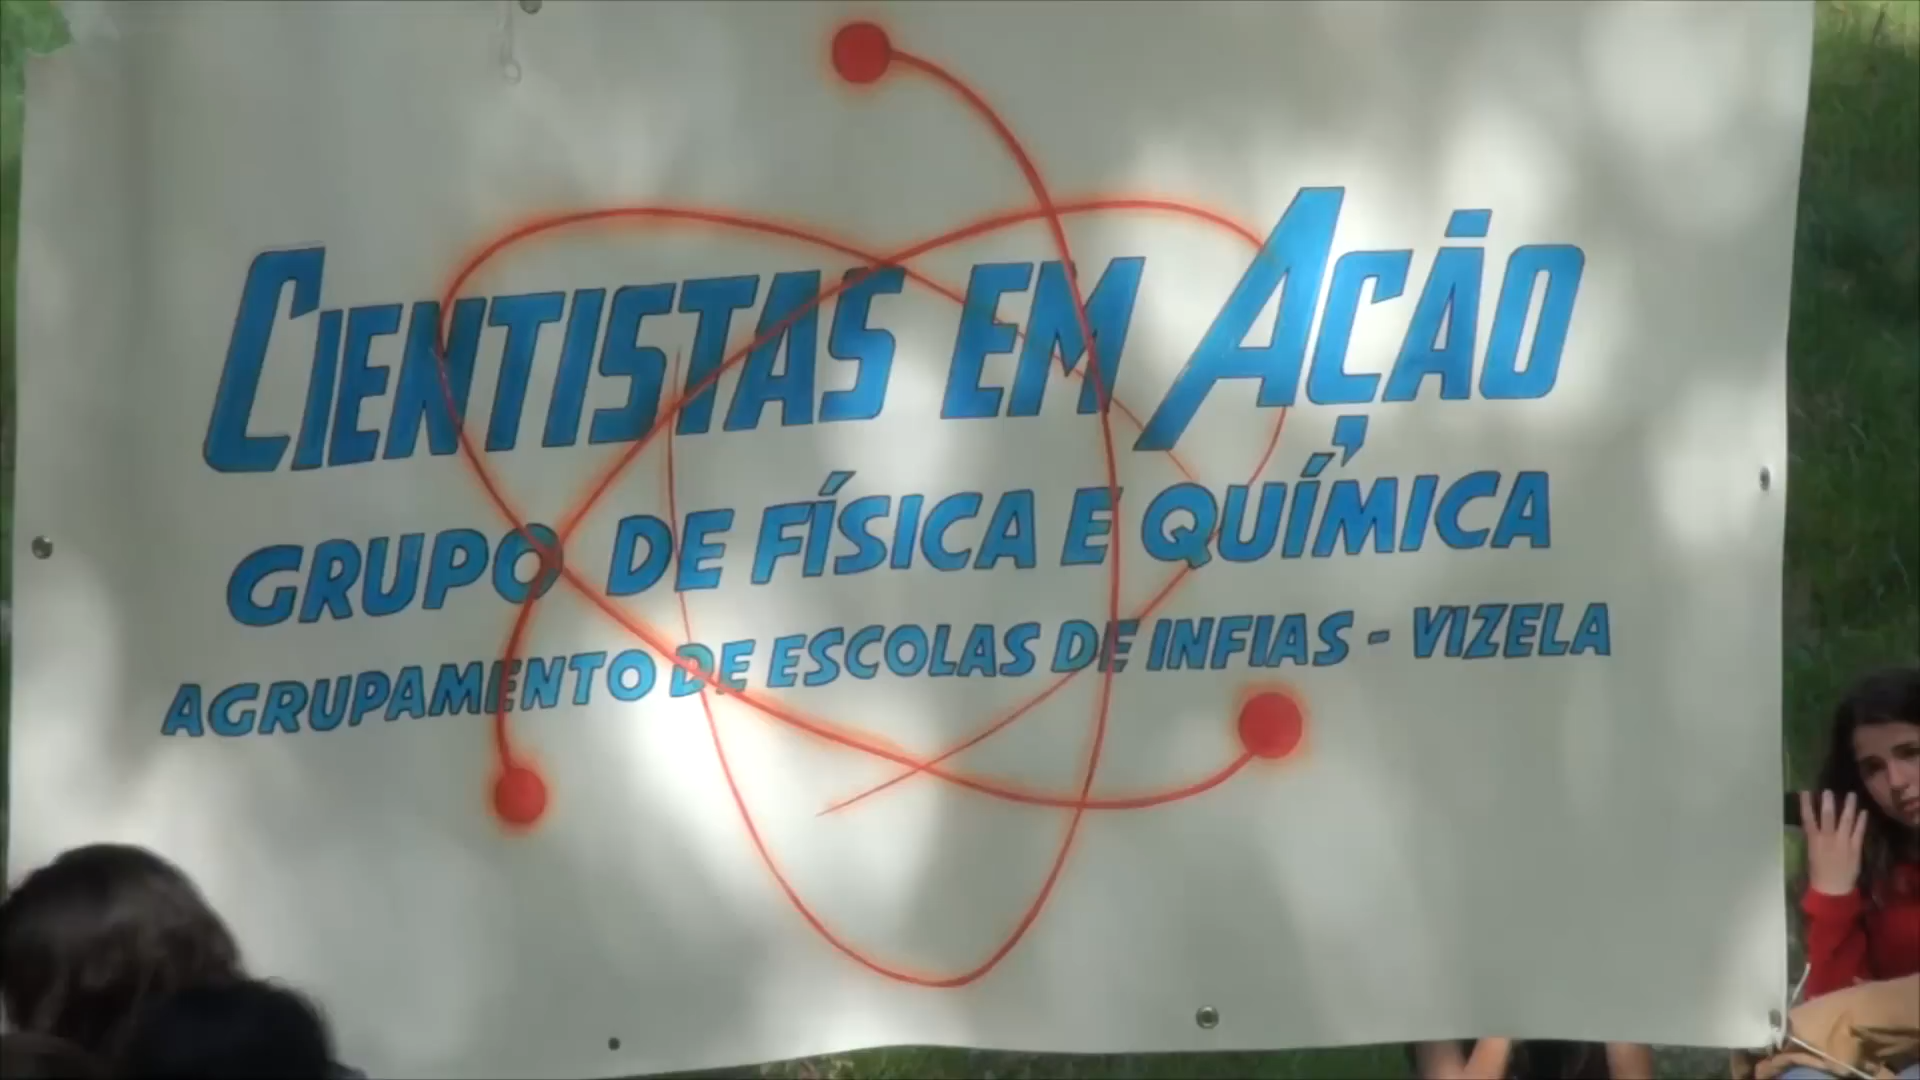 CIENTISTAS EM AÇÃO
GRUPO DE FÍSICA E QUÍMICA
AGRUPAMENTO DE ESCOLAS DE INFIAS - VIZELA